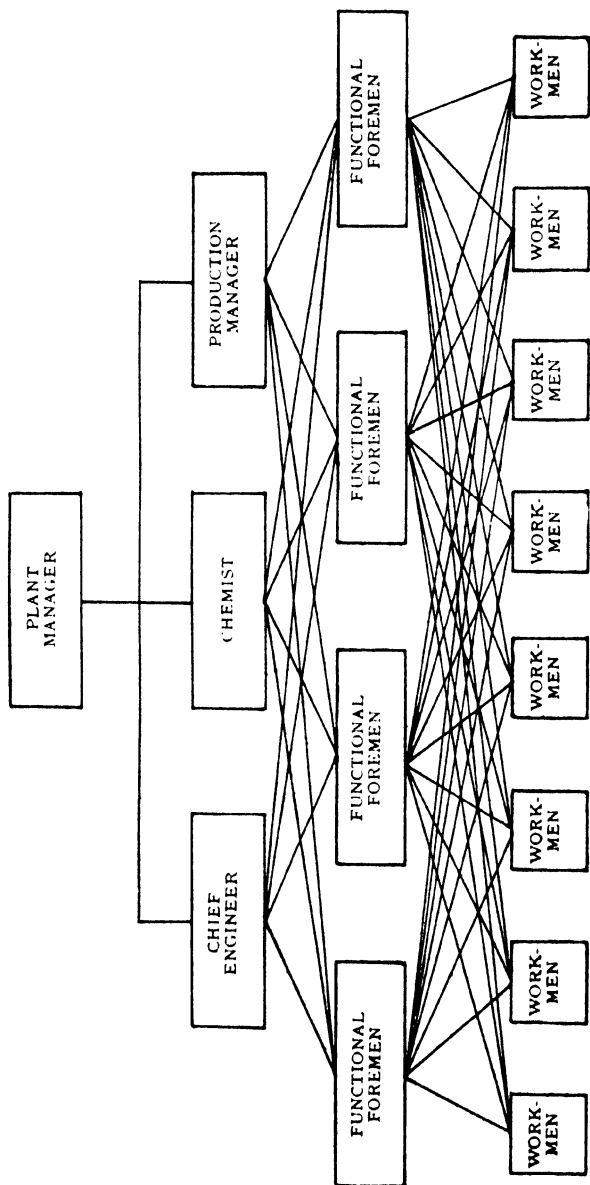 PLANT
MANAGER
CHIEF
ENGINEER
CHEMIST
PRODUCTION
MANAGER
FUNCTIONAL
FOREMEN
FUNCTIONAL
FOREMEN
FUNCTIONAL
FOREMEN
FUNCTIONAL
FOREMEN
WORK-
MEN
WORK-
MEN
WORK-
MEN
WORK-
MEN
WORK-
MEN
WORK-
MEN
WORK-
MEN
WORK-
MEN